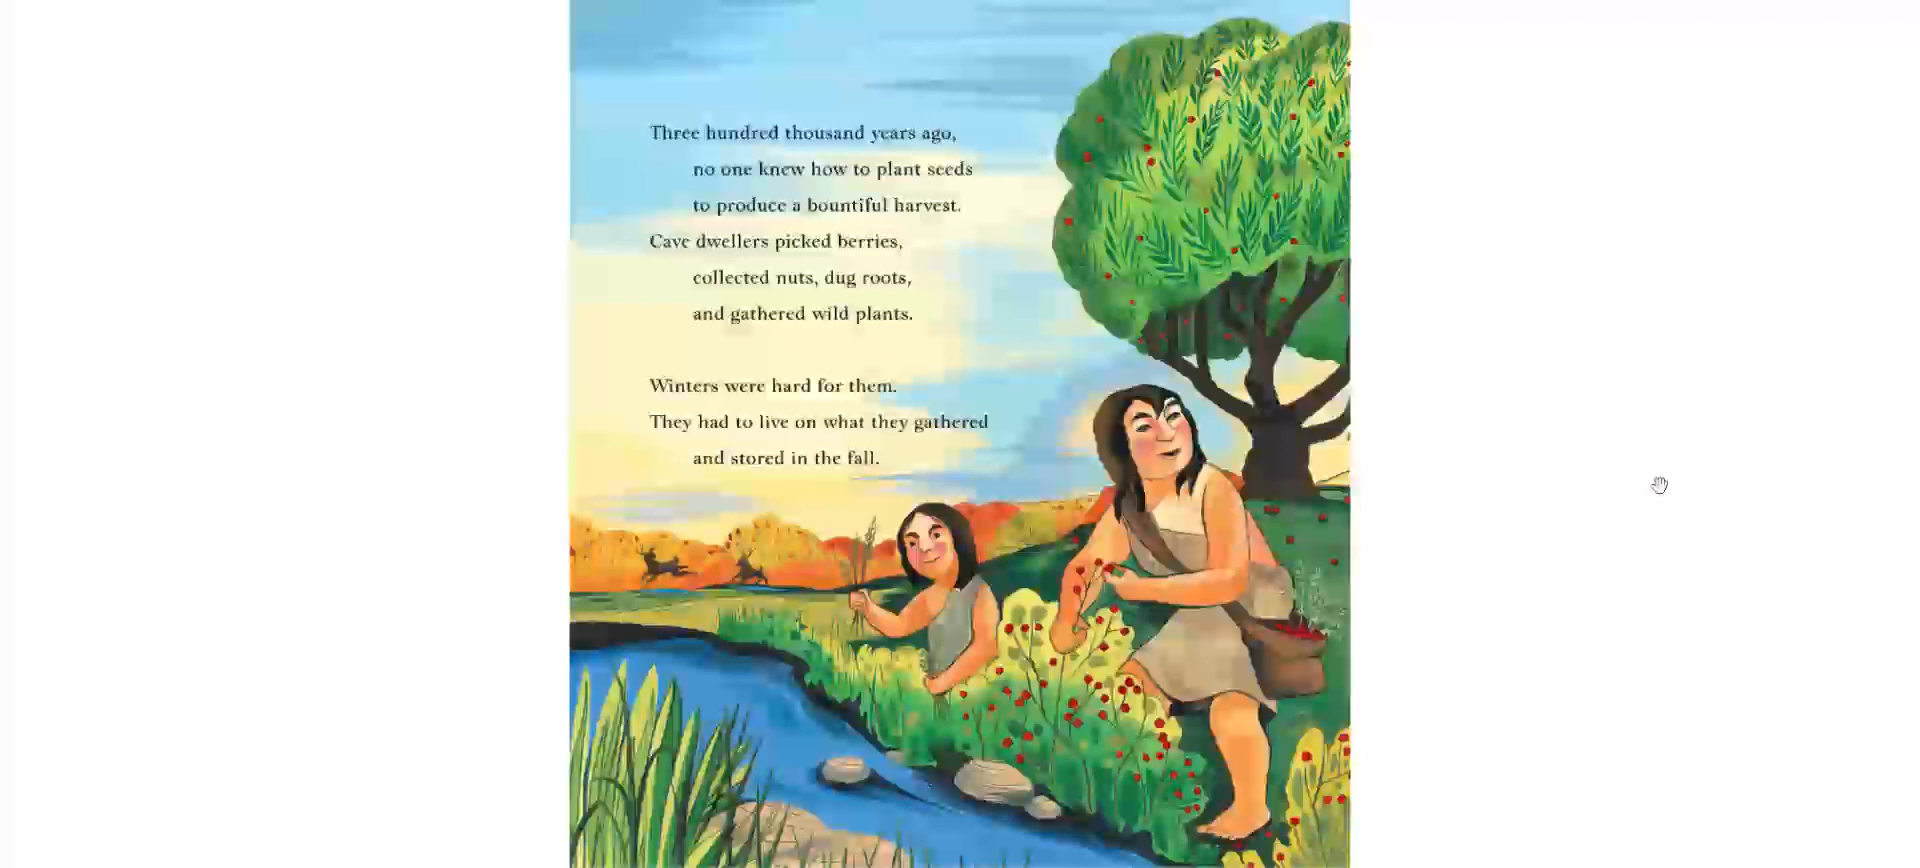 Three hundred thousand years ago,
no one knew how to plant seeds
to produce a bountiful harvest.
Cave dwellers picked berries,
collected nuts, dug roots,
and gathered wild plants.
Winters were hard for them.
They had to live on what they gathered
and stored in the fall.